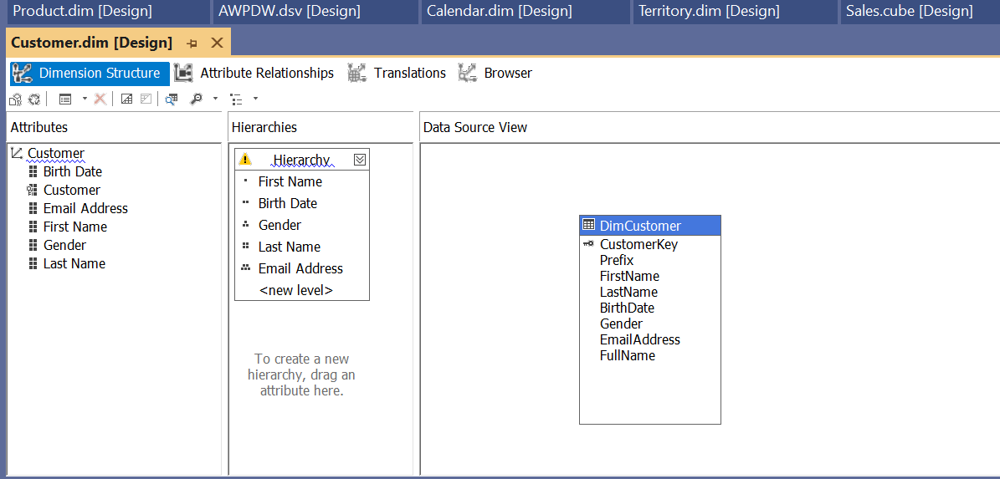 Product.dim [Design]
AWPDW.dsv [Design]
Calendar.dim [Design]
Territory.dim [Design]
Sales.cube [Design]
Customer.dim [Design]
Dimension Structure
Attribute Relationships
Translations
Browser
Attributes
Customer
Birth Date
Customer
Email Address
First Name
Gender
Last Name
Hierarchies
Hierarchy
First Name
Birth Date
Gender
Last Name
Email Address
<new level>
To create a new
hierarchy, drag an
attribute here.
Data Source View
DimCustomer
CustomerKey
Prefix
FirstName
LastName
BirthDate
Gender
EmailAddress
FullName